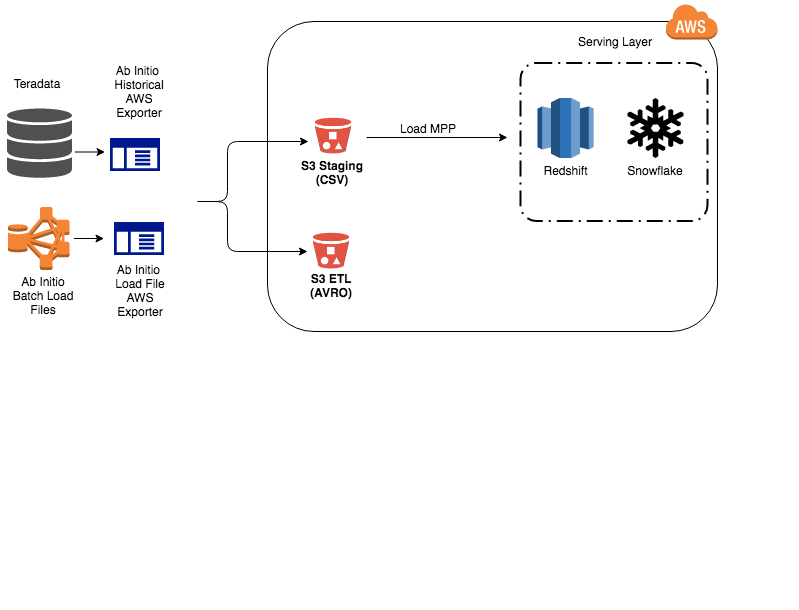 AWS
Serving Layer
Teradata
Ab Initio
Historical
AWS
Exporter
Load MPP
S3 Staging
(CSV)
Redshift
Snowflake
Ab Initio
Batch Load
Files
Ab Initio
Load File
AWS
Exporter
S3 ETL
(AVRO)